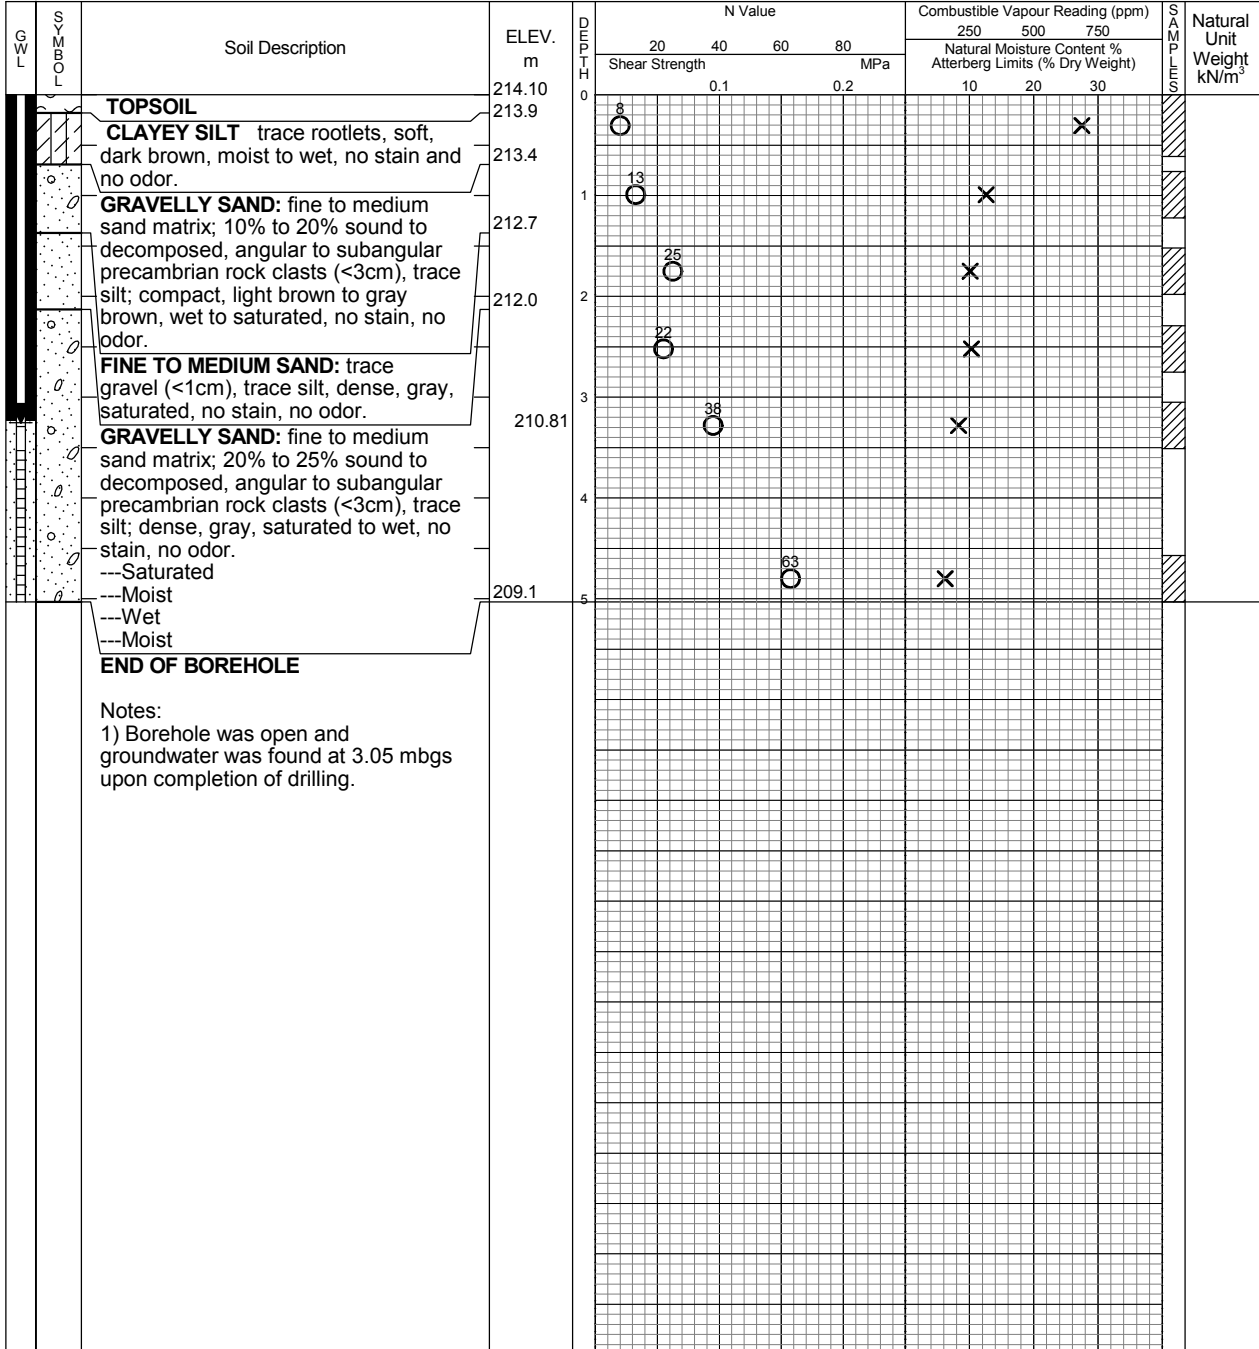 GWL
SYMBOL
Soil Description
ELEV.
m
DEPTH
N Value
20 40 60 80
Shear Strength MPa
0.1 0.2
Combustible Vapour Reading (ppm)
250 500 750
Natural Moisture Content %
Atterberg Limits (% Dry Weight)
10 20 30
SAMPLES
Natural
Unit
Weight
kN/m³
214.10
0
TOPSOIL
213.9
8
CLAYEY SILT trace rootlets, soft,
dark brown, moist to wet, no stain and
no odor.
213.4
13
1
GRAVELLY SAND: fine to medium
sand matrix; 10% to 20% sound to
decomposed, angular to subangular
precambrian rock clasts (<3cm), trace
silt; compact, light brown to gray
brown, wet to saturated, no stain, no
odor.
212.7
25
2
212.0
22
FINE TO MEDIUM SAND: trace
gravel (<1cm), trace silt, dense, gray,
saturated, no stain, no odor.
3
38
210.81
GRAVELLY SAND: fine to medium
sand matrix; 20% to 25% sound to
decomposed, angular to subangular
precambrian rock clasts (<3cm), trace
silt; dense, gray, saturated to wet, no
stain, no odor.
4
63
---Saturated
---Moist
---Wet
---Moist
209.1
5
END OF BOREHOLE
Notes:
1) Borehole was open and
groundwater was found at 3.05 mbgs
upon completion of drilling.